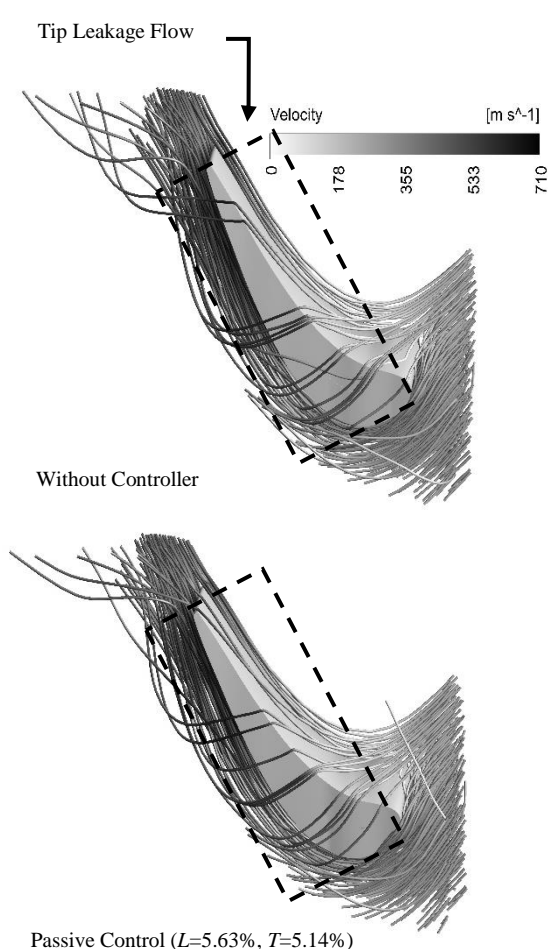 Tip Leakage Flow
Velocity [m s^-1]
0 178 355 533 710
Without Controller
Passive Control (L=5.63%, T=5.14%)